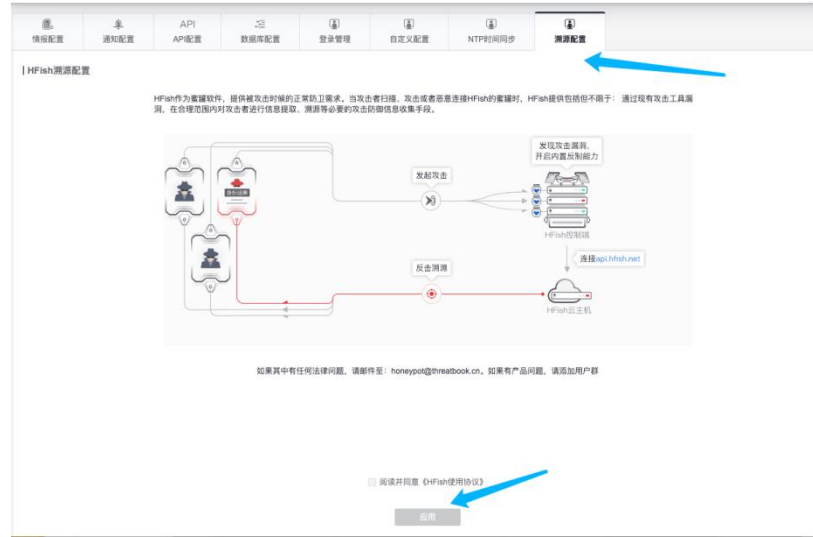 情报配置 通知配置 API API配置 数据库配置 登录管理 自定义配置 NTP时间同步 溯源配置
HFish溯源配置
HFish作为蜜罐软件，提供被攻击时候的正常防卫需求。当攻击者扫描、攻击或者恶意连接HFish的蜜罐时，HFish提供包括但不限于： 通过现有攻击工具漏
洞，在合理范围内对攻击者进行信息提取、溯源等必要的攻击防御信息收集手段。
发现攻击漏洞，
开启内置反制能力
发起攻击
HFish控制端
连接api.hfish.net
反击溯源
HFish云主机
如果其中有任何法律问题，请邮件至：honeypot@threatbook.cn。如果有产品问题，请添加用户群
阅读并同意《HFish使用协议》
应用